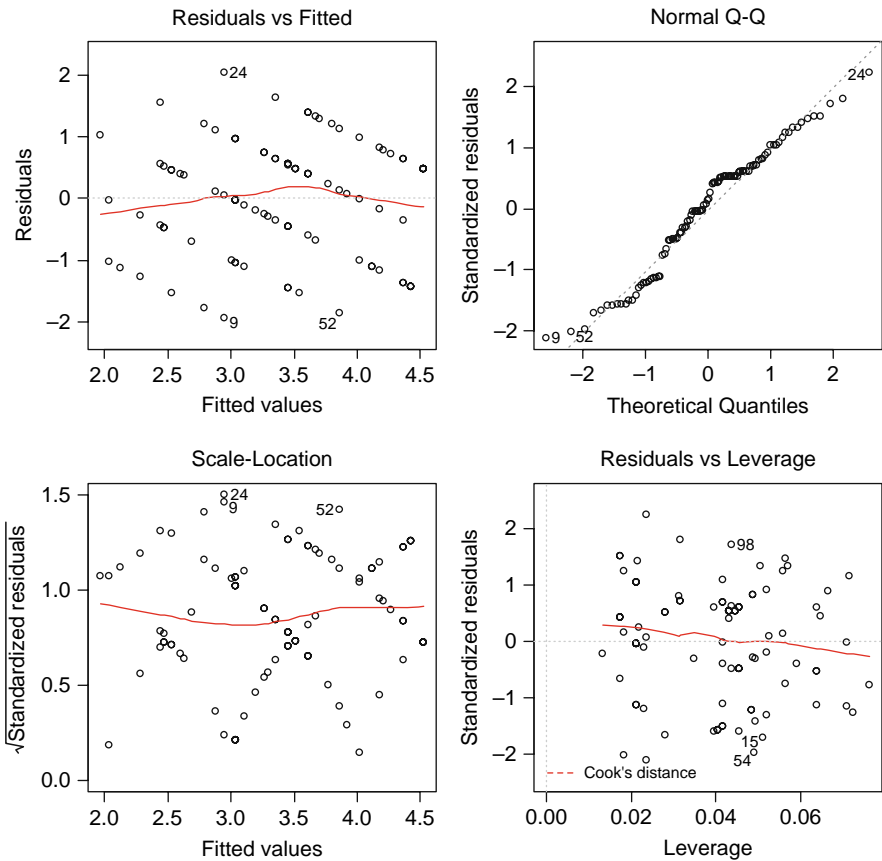 Residuals vs Fitted
Residuals
2
1
0
−1
−2
24
9
52
2.0 2.5 3.0 3.5 4.0 4.5
Fitted values
Normal Q-Q
Standardized residuals
2
1
0
−1
−2
24
9
52
−2 −1 0 1 2
Theoretical Quantiles
Scale-Location
√Standardized residuals
1.5
1.0
0.5
0.0
24
9
52
2.0 2.5 3.0 3.5 4.0 4.5
Fitted values
Residuals vs Leverage
Standardized residuals
2
1
0
−1
−2
98
15
54
Cook's distance
0.00 0.02 0.04 0.06
Leverage